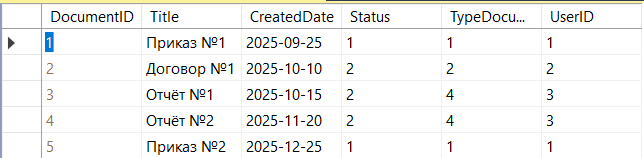 DocumentID Title CreatedDate Status TypeDocu... UserID
1 Приказ №1 2025-09-25 1 1 1
2 Договор №1 2025-10-10 2 2 2
3 Отчёт №1 2025-10-15 2 4 3
4 Отчёт №2 2025-11-20 2 4 3
5 Приказ №2 2025-12-25 1 1 1